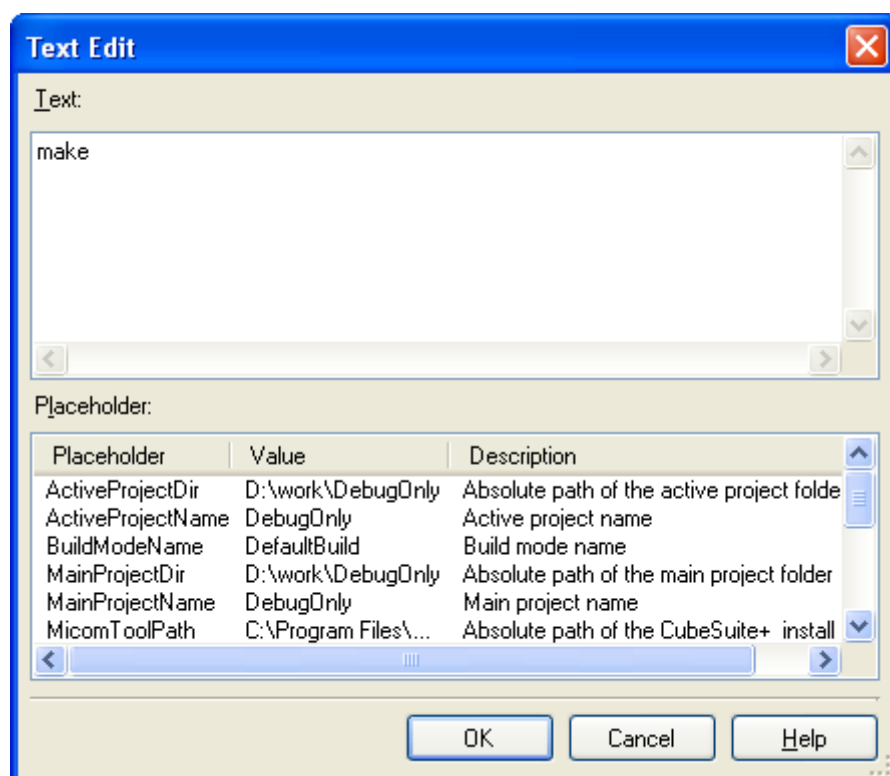 Text Edit
Text:
make
Placeholder:
Placeholder Value Description
ActiveProjectDir D:\work\DebugOnly Absolute path of the active project folde
ActiveProjectName DebugOnly Active project name
BuildModeName DefaultBuild Build mode name
MainProjectDir D:\work\DebugOnly Absolute path of the main project folder
MainProjectName DebugOnly Main project name
MicomToolPath C:\Program Files\... Absolute path of the CubeSuite+ install
OK Cancel Help